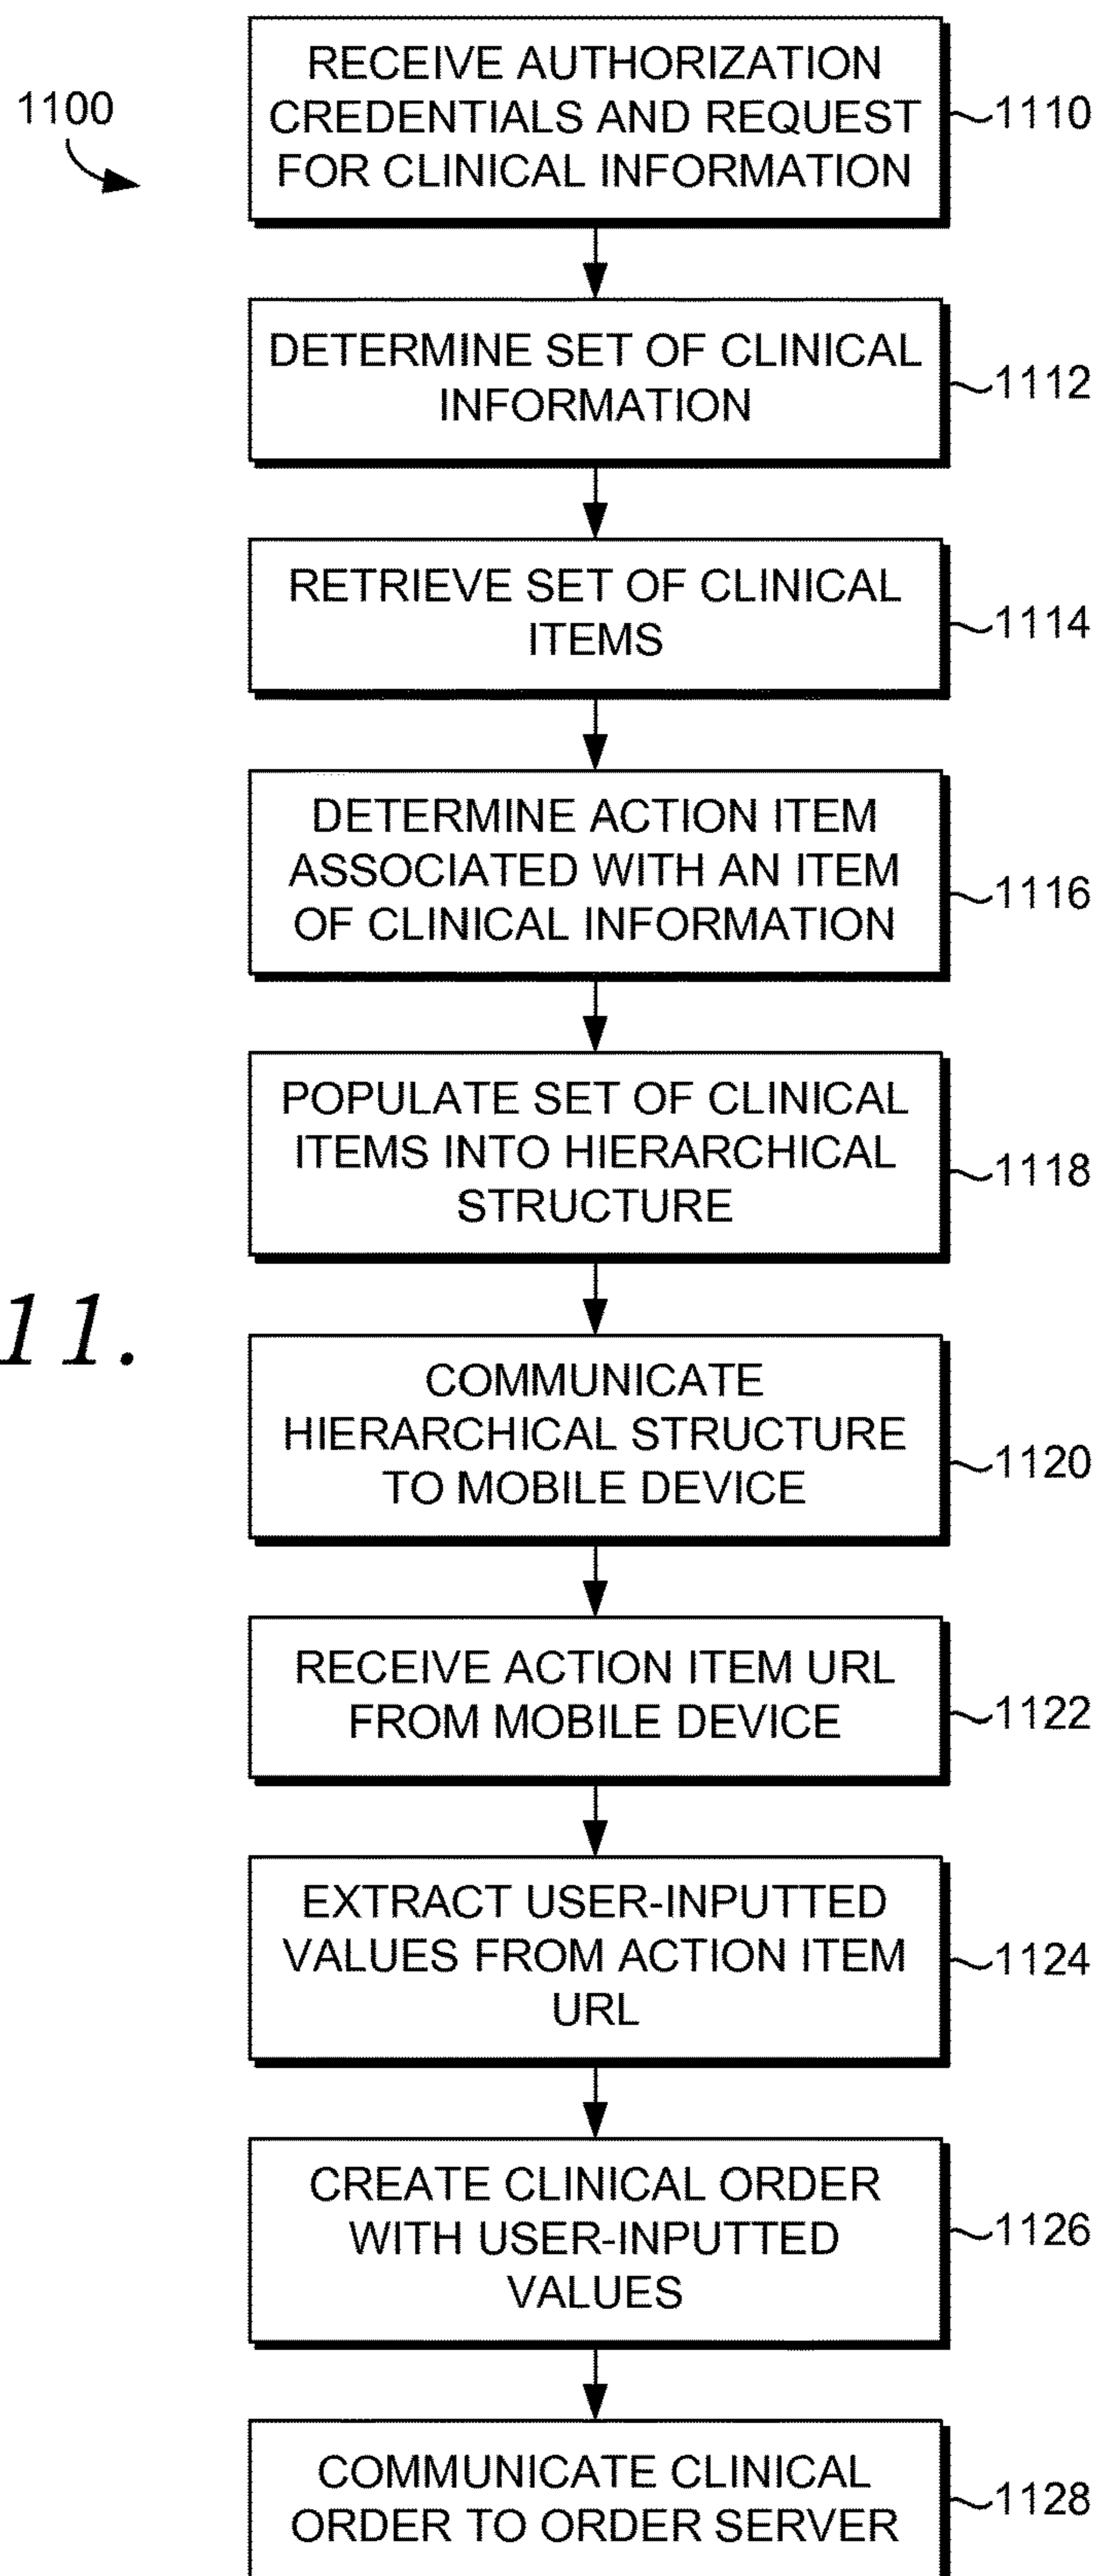 1100
RECEIVE AUTHORIZATION
CREDENTIALS AND REQUEST
FOR CLINICAL INFORMATION
1110
DETERMINE SET OF CLINICAL
INFORMATION
1112
RETRIEVE SET OF CLINICAL
ITEMS
1114
DETERMINE ACTION ITEM
ASSOCIATED WITH AN ITEM
OF CLINICAL INFORMATION
1116
POPULATE SET OF CLINICAL
ITEMS INTO HIERARCHICAL
STRUCTURE
1118
11.
COMMUNICATE
HIERARCHICAL STRUCTURE
TO MOBILE DEVICE
1120
RECEIVE ACTION ITEM URL
FROM MOBILE DEVICE
1122
EXTRACT USER-INPUTTED
VALUES FROM ACTION ITEM
URL
1124
CREATE CLINICAL ORDER
WITH USER-INPUTTED
VALUES
1126
COMMUNICATE CLINICAL
ORDER TO ORDER SERVER
1128